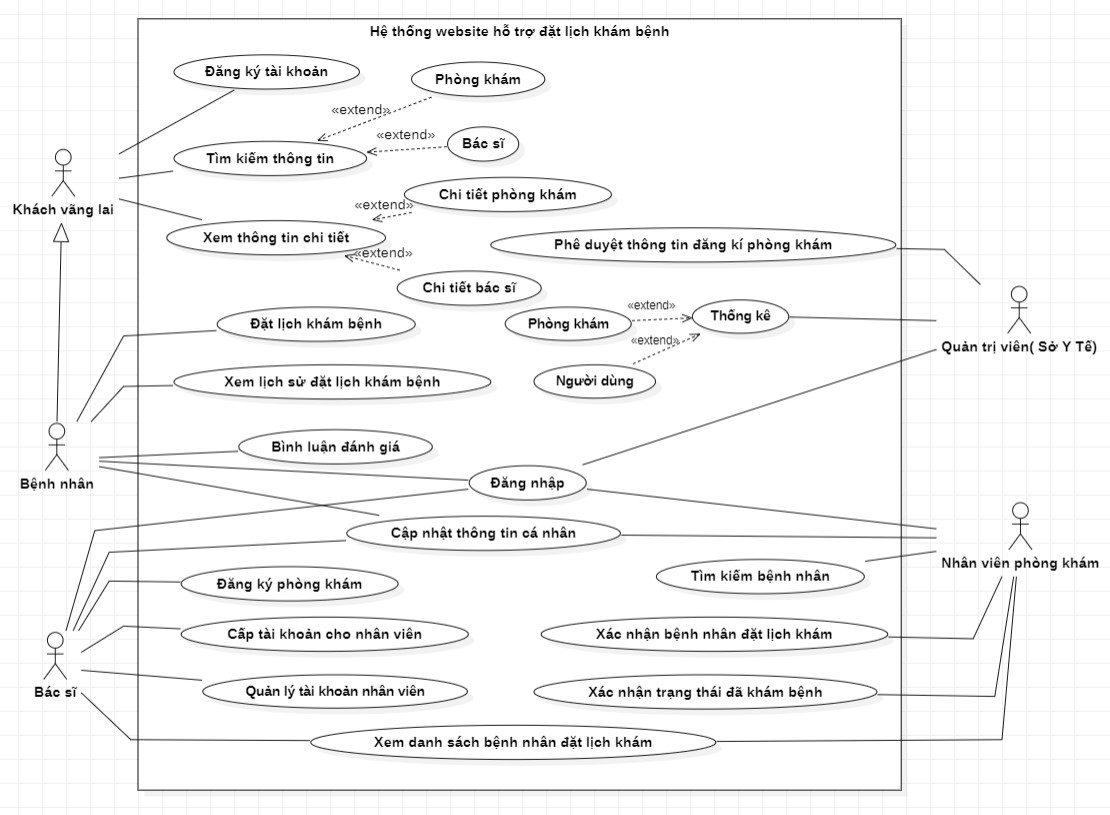 Hệ thống website hỗ trợ đặt lịch khám bệnh
Đăng ký tài khoản
Phòng khám
«extend»
«extend»
Bác sĩ
Tìm kiếm thông tin
Khách vãng lai
Chi tiết phòng khám
«extend»
Xem thông tin chi tiết
«extend»
Phê duyệt thông tin đăng kí phòng khám
Chi tiết bác sĩ
Đặt lịch khám bệnh
Phòng khám
«extend»
Thống kê
«extend»
Người dùng
Quản trị viên( Sở Y Tế)
Xem lịch sử đặt lịch khám bệnh
Bình luận đánh giá
Bệnh nhân
Đăng nhập
Cập nhật thông tin cá nhân
Nhân viên phòng khám
Tìm kiếm bệnh nhân
Đăng ký phòng khám
Cấp tài khoản cho nhân viên
Xác nhận bệnh nhân đặt lịch khám
Bác sĩ
Quản lý tài khoản nhân viên
Xác nhận trạng thái đã khám bệnh
Xem danh sách bệnh nhân đặt lịch khám